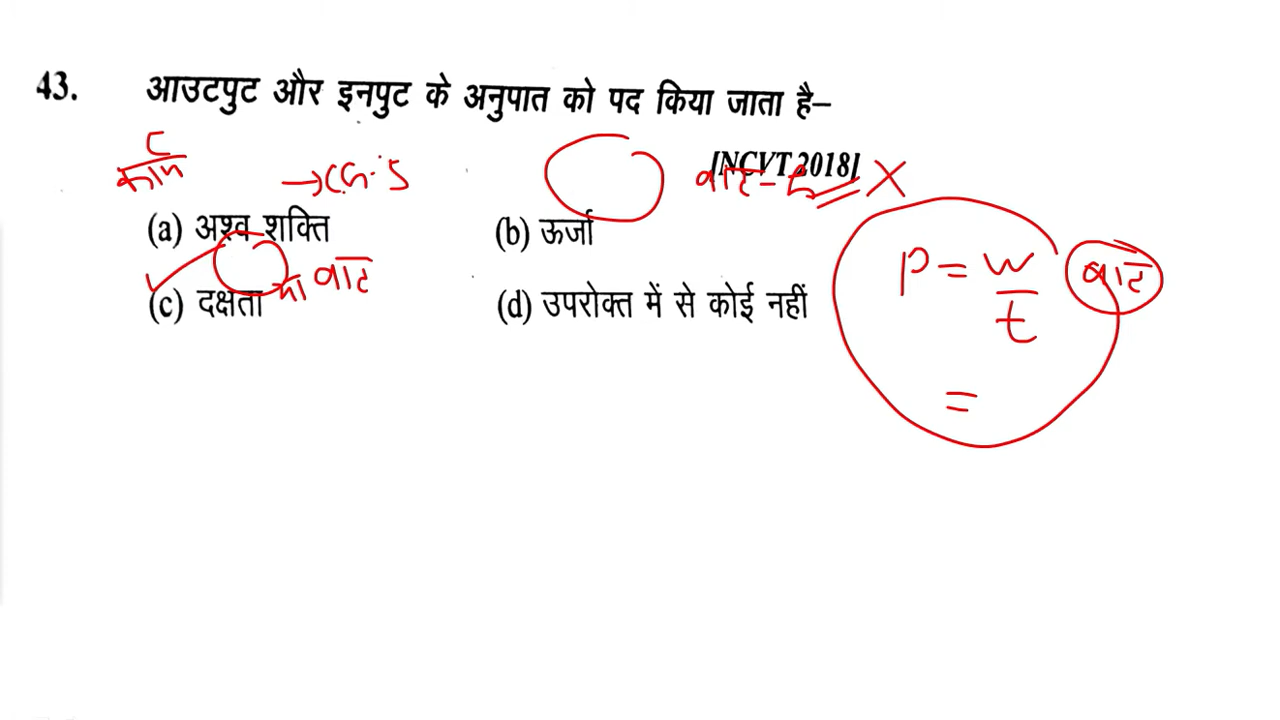 43. आउटपुट और इनपुट के अनुपात को पद किया जाता है–
[NCVT 2018]
(a) अश्व शक्ति
(b) ऊर्जा
(c) दक्षता
(d) उपरोक्त में से कोई नहीं
वाट
P = W/t
वाट
=